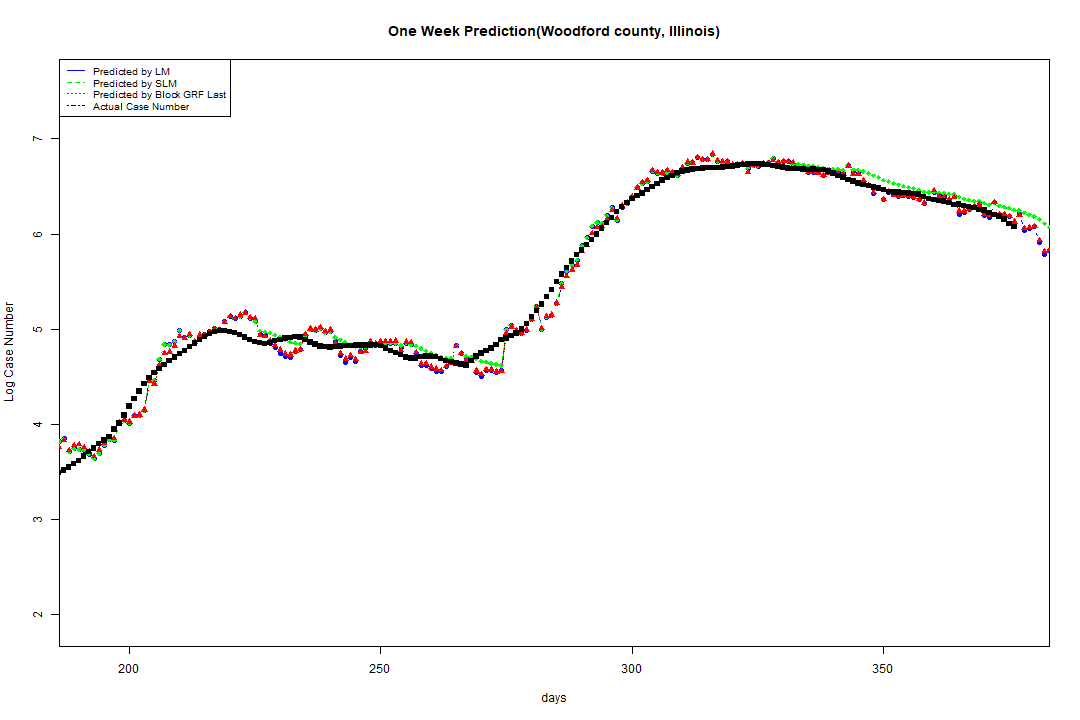 One Week Prediction(Woodford county, Illinois)
Predicted by LM
Predicted by SLM
Predicted by Block GRF Last
Actual Case Number
7
6
5
4
3
2
Log Case Number
200
250
300
350
days